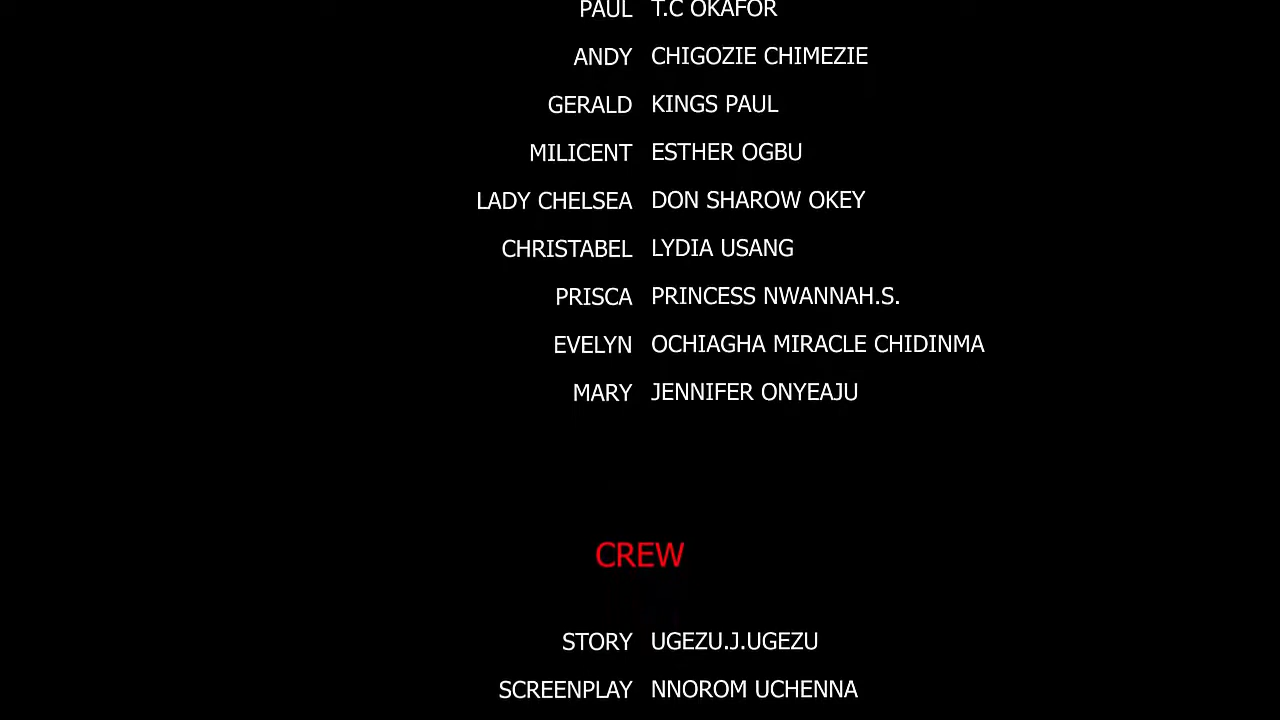 PAUL T.C OKAFOR
ANDY CHIGOZIE CHIMEZIE
GERALD KINGS PAUL
MILICENT ESTHER OGBU
LADY CHELSEA DON SHAROW OKEY
CHRISTABEL LYDIA USANG
PRISCA PRINCESS NWANNAH.S.
EVELYN OCHIAGHA MIRACLE CHIDINMA
MARY JENNIFER ONYEAJU
CREW
STORY UGEZU.J.UGEZU
SCREENPLAY NNOROM UCHENNA